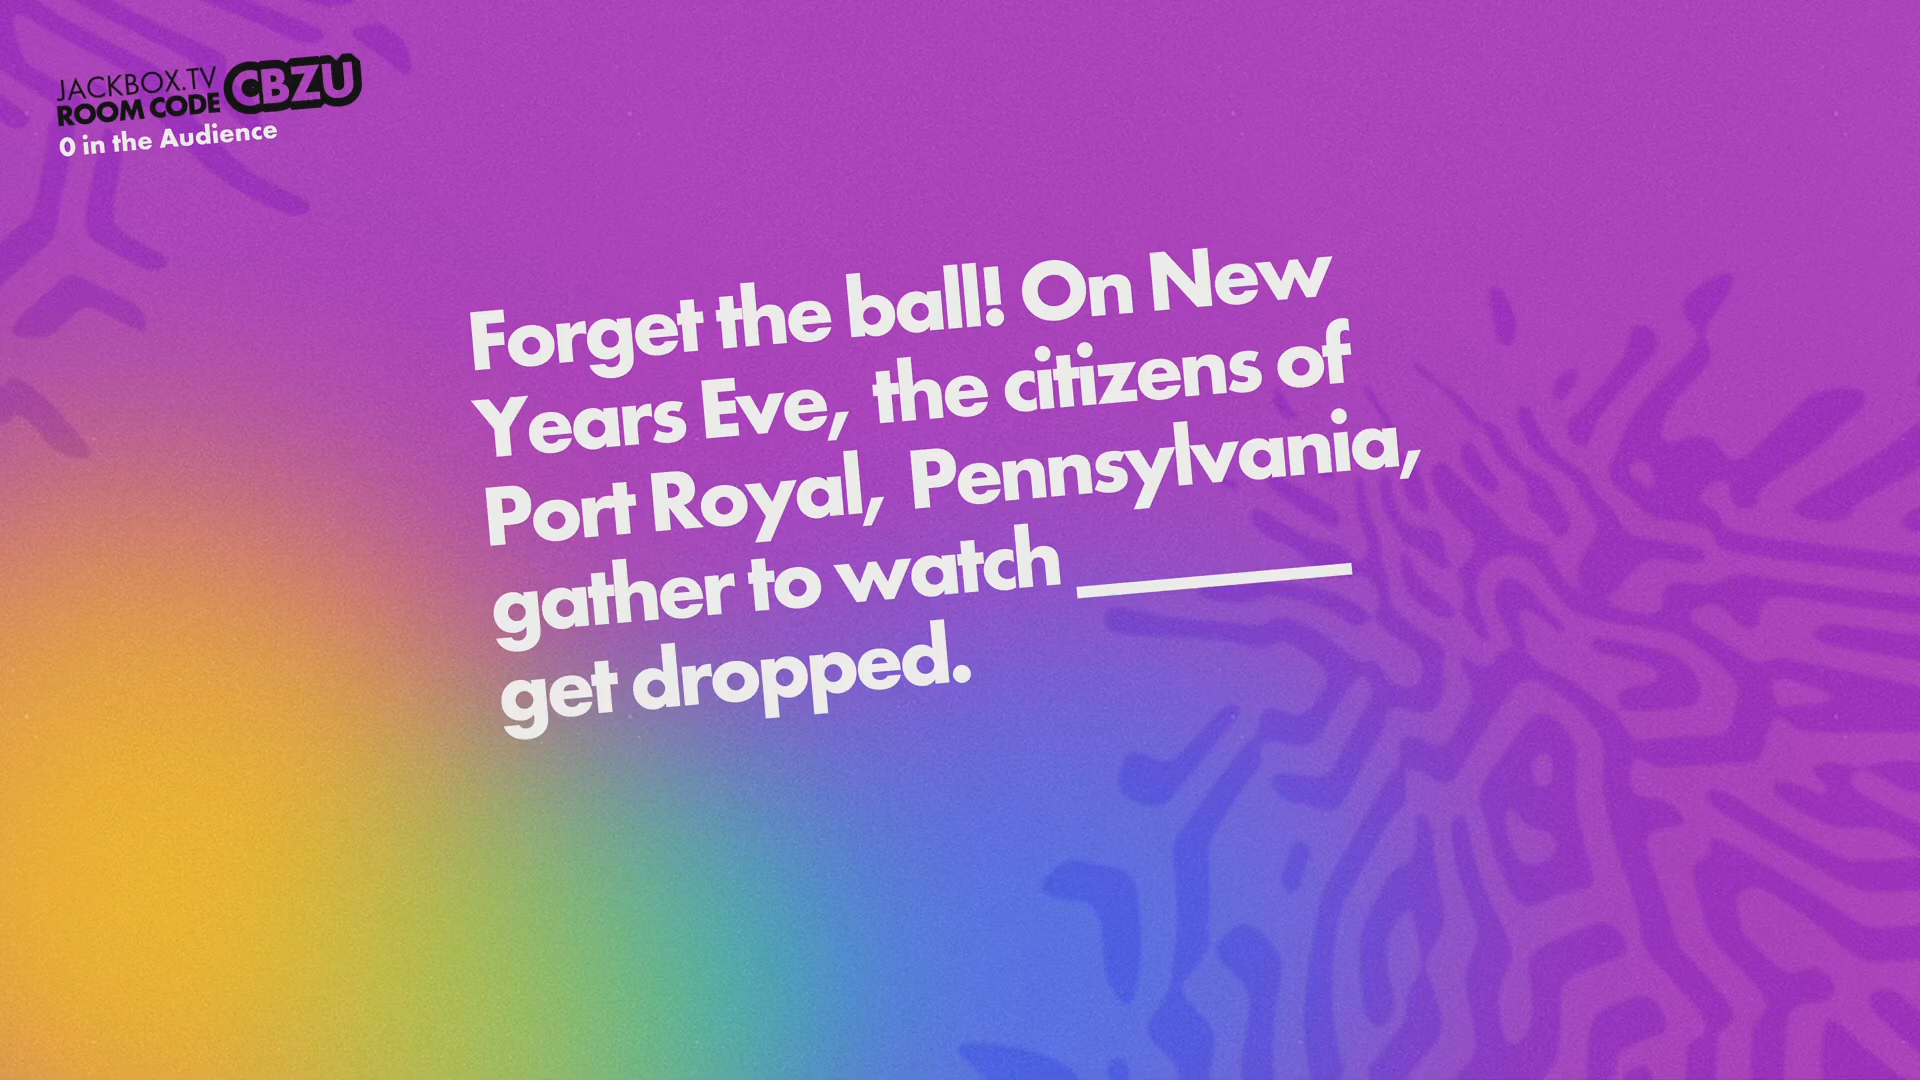 JACKBOX.TV
ROOM CODE CBZU
0 in the Audience
Forget the ball! On New
Years Eve, the citizens of
Port Royal, Pennsylvania,
gather to watch ________
get dropped.